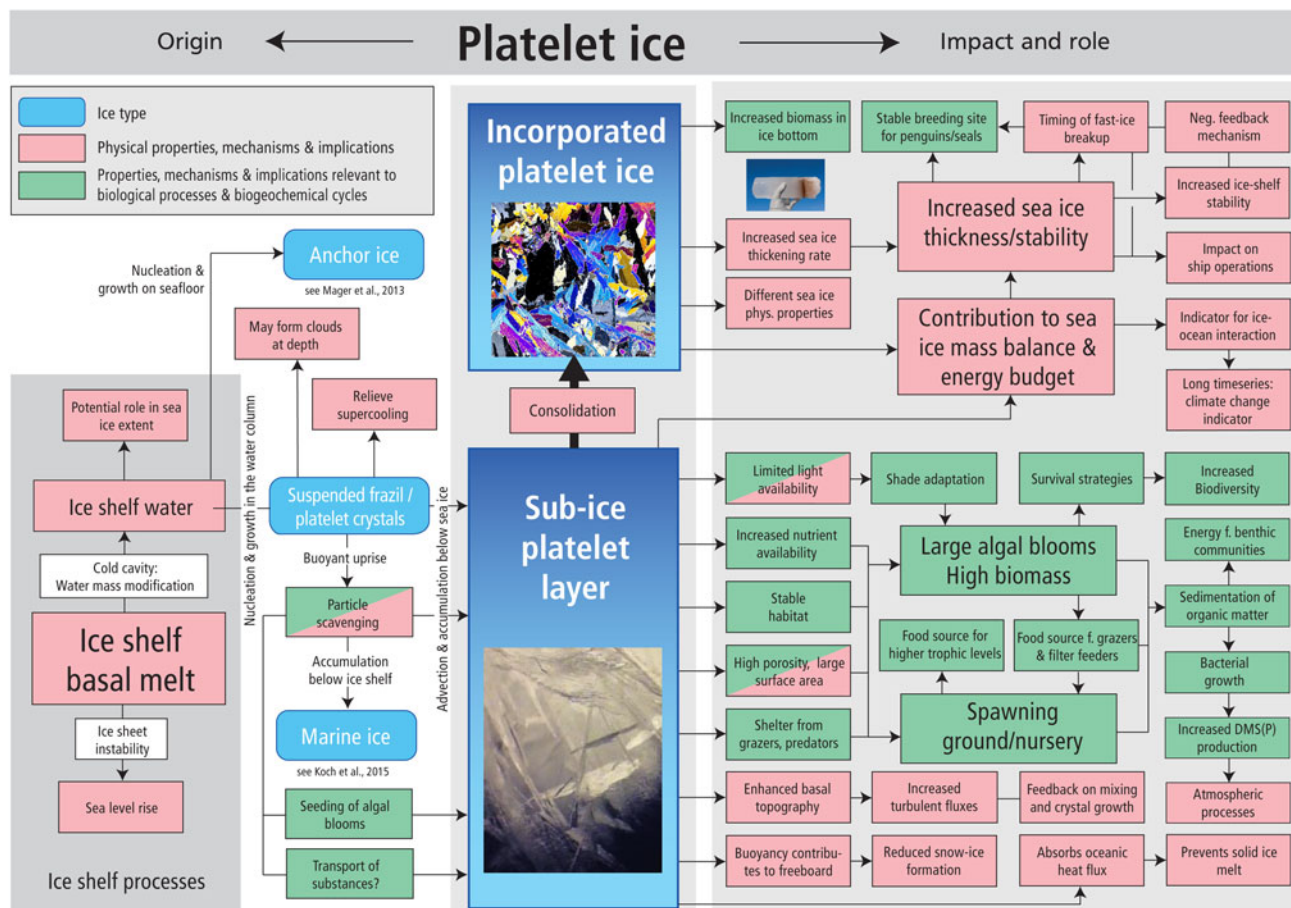 Origin
Platelet ice
Impact and role
Ice type
Physical properties, mechanisms & implications
Properties, mechanisms & implications relevant to
biological processes & biogeochemical cycles
Nucleation &
growth on seafloor
Anchor ice
see Mager et al., 2013
May form clouds
at depth
Relieve
supercooling
Potential role in sea
ice extent
Ice shelf water
Cold cavity:
Water mass modification
Ice shelf
basal melt
Ice sheet
instability
Sea level rise
Ice shelf processes
Nucleation & growth in the water column
Suspended frazil /
platelet crystals
Buoyant uprise
Particle
scavenging
Accumulation
below ice shelf
Marine ice
see Koch et al., 2015
Seeding of algal
blooms
Transport of
substances?
Advection & accumulation below sea ice
Incorporated
platelet ice
Consolidation
Sub-ice
platelet
layer
Increased biomass in
ice bottom
Stable breeding site
for penguins/seals
Timing of fast-ice
breakup
Neg. feedback
mechanism
Increased sea ice
thickening rate
Increased sea ice
thickness/stability
Increased ice-shelf
stability
Impact on
ship operations
Different sea ice
phys. properties
Contribution to sea
ice mass balance &
energy budget
Indicator for ice-
ocean interaction
Long timeseries:
climate change
indicator
Limited light
availability
Shade adaptation
Survival strategies
Increased
Biodiversity
Increased nutrient
availability
Large algal blooms
High biomass
Energy f. benthic
communities
Stable
habitat
Sedimentation of
organic matter
High porosity, large
surface area
Food source for
higher trophic levels
Food source f. grazers
& filter feeders
Bacterial
growth
Shelter from
grazers, predators
Spawning
ground/nursery
Increased DMS(P)
production
Enhanced basal
topography
Increased
turbulent fluxes
Feedback on mixing
and crystal growth
Atmospheric
processes
Buoyancy contribu-
tes to freeboard
Reduced snow-ice
formation
Absorbs oceanic
heat flux
Prevents solid ice
melt